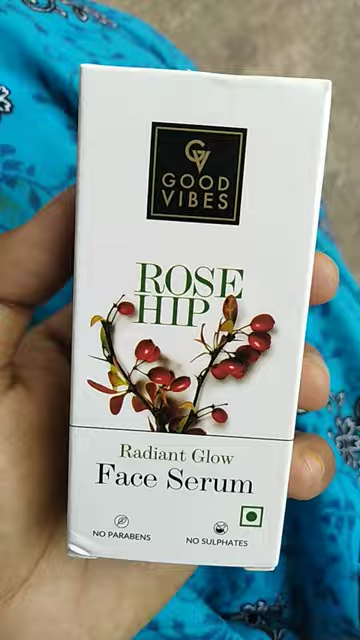 GV
GOOD
VIBES
ROSE
HIP
Radiant Glow
Face Serum
NO PARABENS
NO SULPHATES